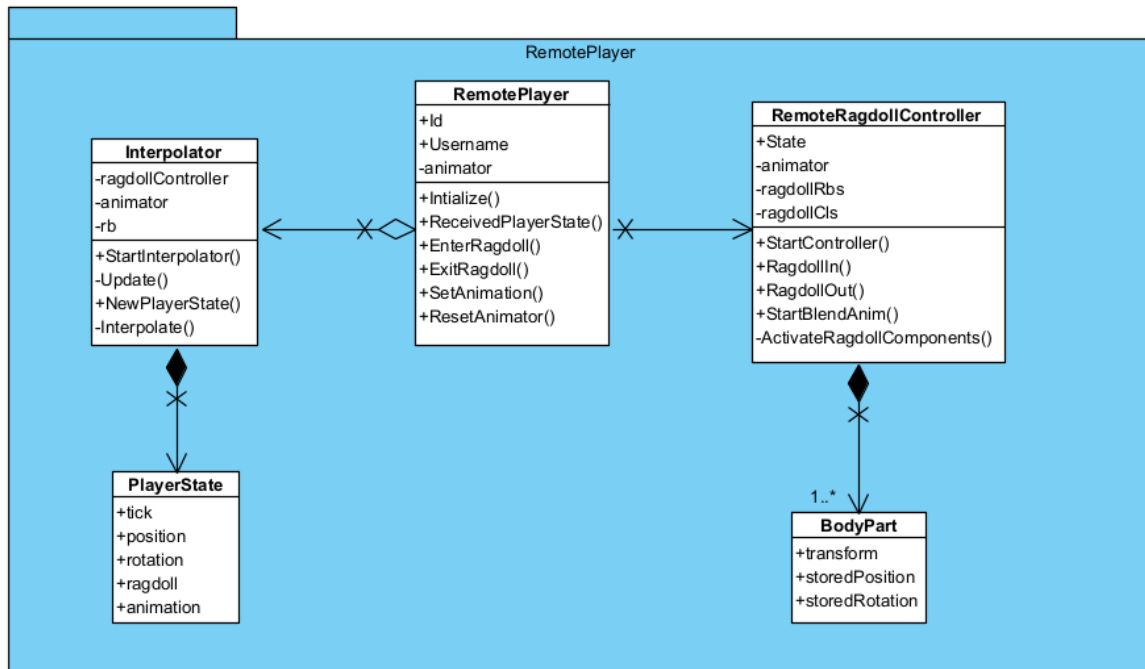 RemotePlayer
RemotePlayer
+Id
+Username
-animator
+Intialize()
+ReceivedPlayerState()
+EnterRagdoll()
+ExitRagdoll()
+SetAnimation()
+ResetAnimator()
Interpolator
-ragdollController
-animator
-rb
+StartInterpolator()
-Update()
+NewPlayerState()
-Interpolate()
RemoteRagdollController
+State
-animator
-ragdollRbs
-ragdollCls
+StartController()
+RagdollIn()
+RagdollOut()
+StartBlendAnim()
-ActivateRagdollComponents()
PlayerState
+tick
+position
+rotation
+ragdoll
+animation
1..*
BodyPart
+transform
+storedPosition
+storedRotation